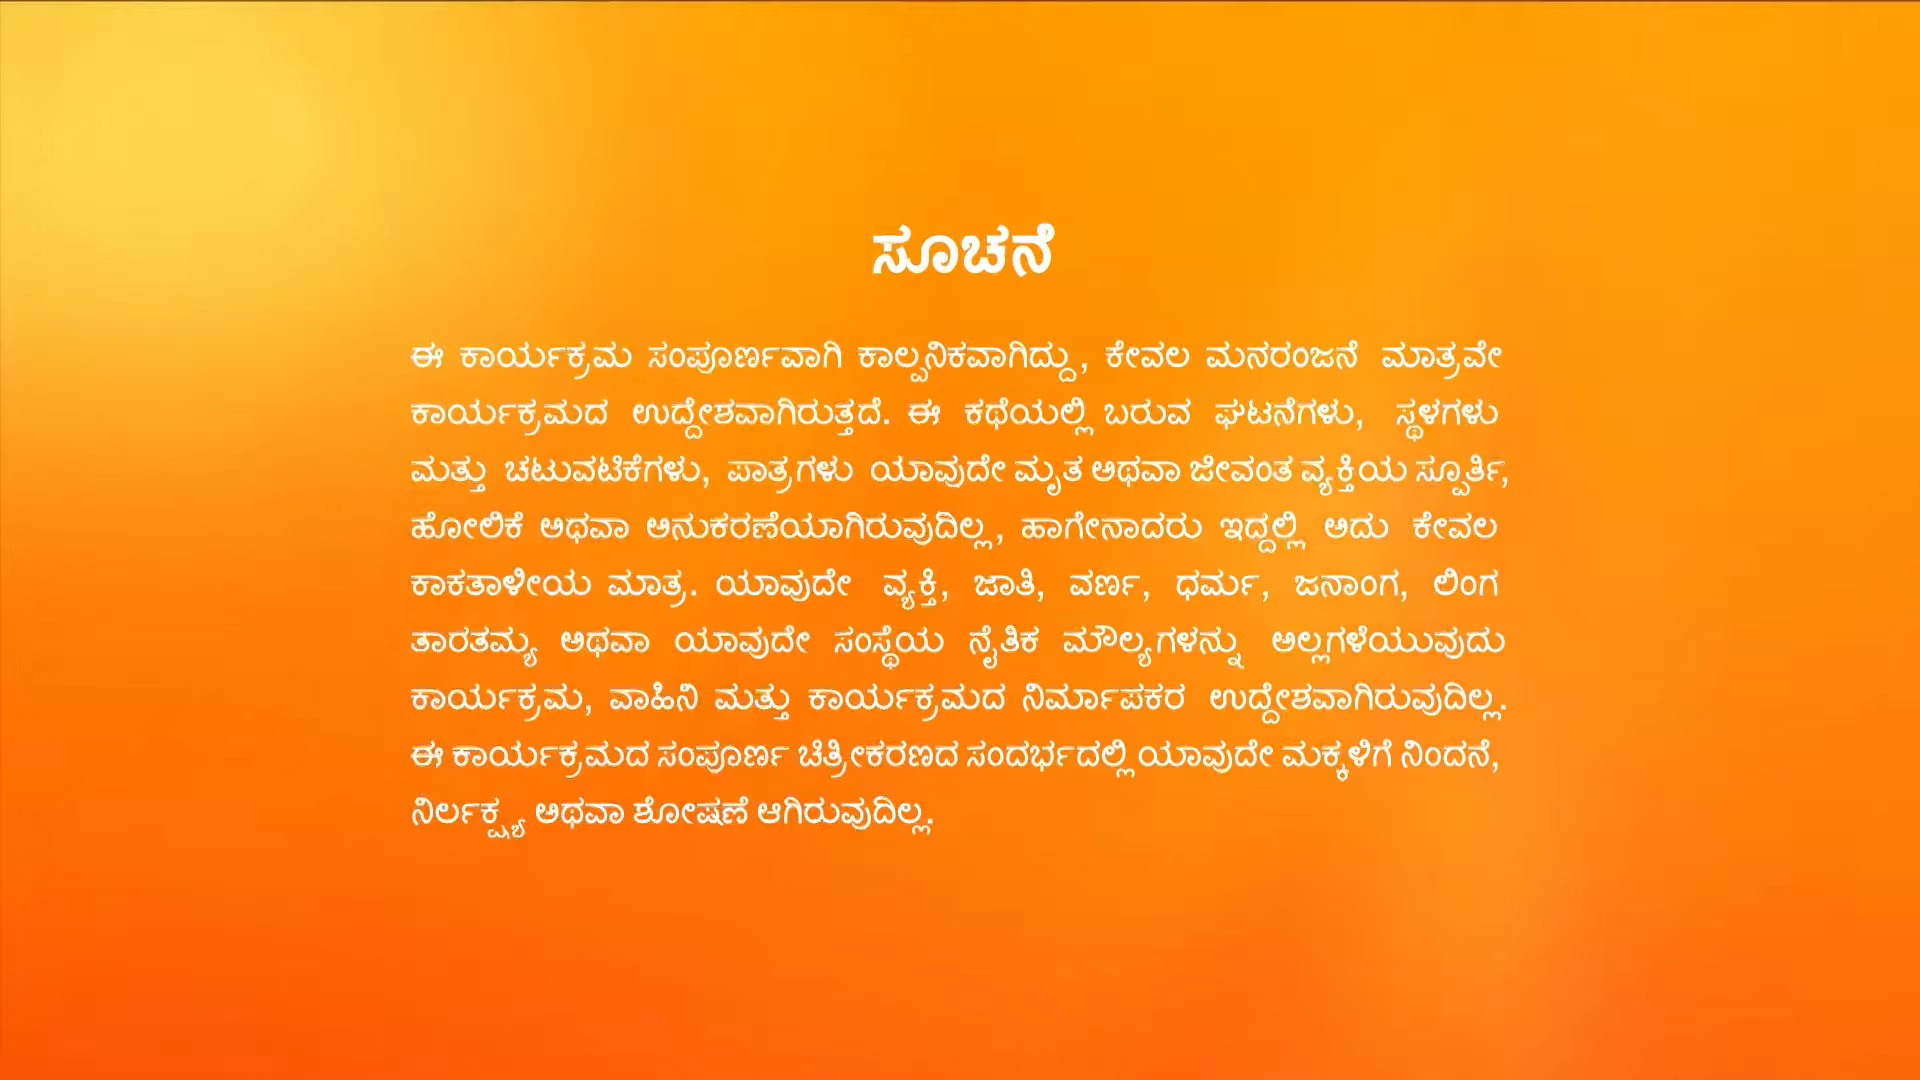 ಸೂಚನೆ
ಈ ಕಾರ್ಯಕ್ರಮ ಸಂಪೂರ್ಣವಾಗಿ ಕಾಲ್ಪನಿಕವಾಗಿದ್ದು, ಕೇವಲ ಮನರಂಜನೆ ಮಾತ್ರವೇ
ಕಾರ್ಯಕ್ರಮದ ಉದ್ದೇಶವಾಗಿರುತ್ತದೆ. ಈ ಕಥೆಯಲ್ಲಿ ಬರುವ ಘಟನೆಗಳು, ಸ್ಥಳಗಳು
ಮತ್ತು ಚಟುವಟಿಕೆಗಳು, ಪಾತ್ರಗಳು ಯಾವುದೇ ಮೃತ ಅಥವಾ ಜೀವಂತ ವ್ಯಕ್ತಿಯ ಸ್ಪೂರ್ತಿ,
ಹೋಲಿಕೆ ಅಥವಾ ಅನುಕರಣೆಯಾಗಿರುವುದಿಲ್ಲ, ಹಾಗೇನಾದರು ಇದ್ದಲ್ಲಿ ಅದು ಕೇವಲ
ಕಾಕತಾಳೀಯ ಮಾತ್ರ. ಯಾವುದೇ ವ್ಯಕ್ತಿ, ಜಾತಿ, ವರ್ಣ, ಧರ್ಮ, ಜನಾಂಗ, ಲಿಂಗ
ತಾರತಮ್ಯ ಅಥವಾ ಯಾವುದೇ ಸಂಸ್ಥೆಯ ನೈತಿಕ ಮೌಲ್ಯಗಳನ್ನು ಅಲ್ಲಗಳೆಯುವುದು
ಕಾರ್ಯಕ್ರಮ, ವಾಹಿನಿ ಮತ್ತು ಕಾರ್ಯಕ್ರಮದ ನಿರ್ಮಾಪಕರ ಉದ್ದೇಶವಾಗಿರುವುದಿಲ್ಲ.
ಈ ಕಾರ್ಯಕ್ರಮದ ಸಂಪೂರ್ಣ ಚಿತ್ರೀಕರಣದ ಸಂದರ್ಭದಲ್ಲಿ ಯಾವುದೇ ಮಕ್ಕಳಿಗೆ ನಿಂದನೆ,
ನಿರ್ಲಕ್ಷ್ಯ ಅಥವಾ ಶೋಷಣೆ ಆಗಿರುವುದಿಲ್ಲ.